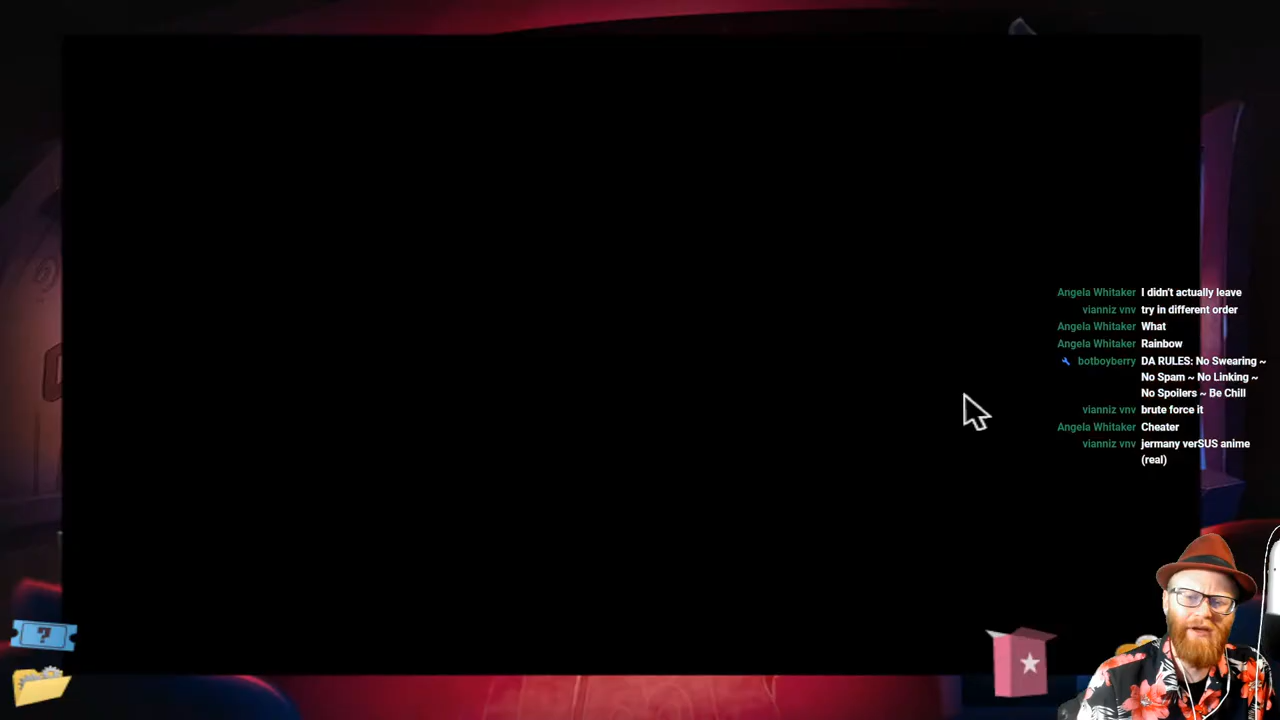 Angela Whitaker I didn't actually leave
vianniz vnv try in different order
Angela Whitaker What
Angela Whitaker Rainbow
botboyberry DA RULES: No Swearing ~
No Spam ~ No Linking ~
No Spoilers ~ Be Chill
vianniz vnv brute force it
Angela Whitaker Cheater
vianniz vnv jermany verSUS anime
(real)
?